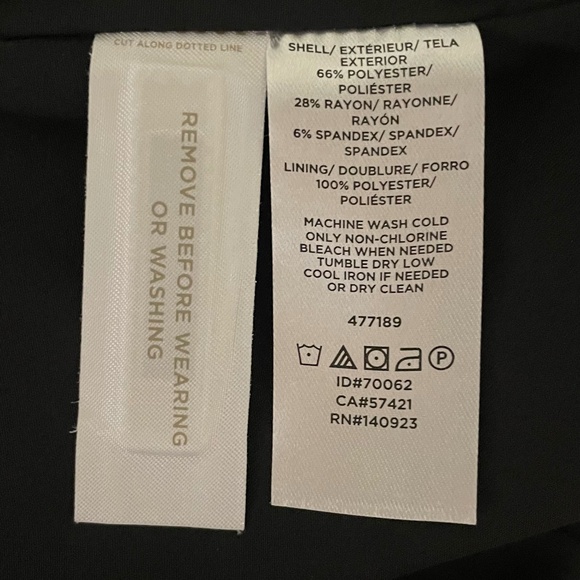 CUT ALONG DOTTED LINE
REMOVE BEFORE WEARING
OR WASHING
SHELL/ EXTÉRIEUR/ TELA
EXTERIOR
66% POLYESTER/
POLIÉSTER
28% RAYON/ RAYONNE/
RAYÓN
6% SPANDEX/ SPANDEX/
SPANDEX
LINING/ DOUBLURE/ FORRO
100% POLYESTER/
POLIÉSTER
MACHINE WASH COLD
ONLY NON-CHLORINE
BLEACH WHEN NEEDED
TUMBLE DRY LOW
COOL IRON IF NEEDED
OR DRY CLEAN
477189
P
ID#70062
CA#57421
RN#140923